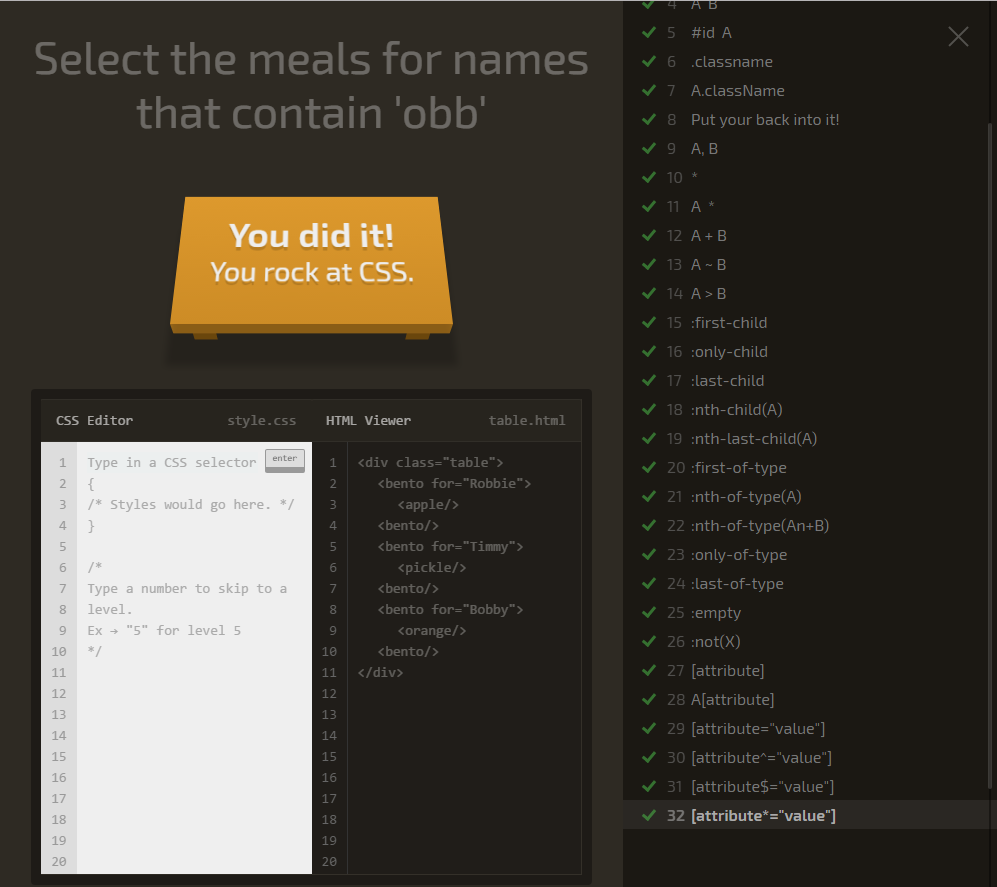 Select the meals for names
that contain 'obb'
You did it!
You rock at CSS.
CSS Editor style.css
1 Type in a CSS selector enter
2 {
3 /* Styles would go here. */
4 }
5
6 /*
7 Type a number to skip to a
8 level.
9 Ex → "5" for level 5
10 */
11
12
13
14
15
16
17
18
19
20
HTML Viewer table.html
1 <div class="table">
2 <bento for="Robbie">
3 <apple/>
4 <bento/>
5 <bento for="Timmy">
6 <pickle/>
7 <bento/>
8 <bento for="Bobby">
9 <orange/>
10 <bento/>
11 </div>
12
13
14
15
16
17
18
19
20
4 A B
5 #id A
6 .classname
7 A.className
8 Put your back into it!
9 A, B
10 *
11 A *
12 A + B
13 A ~ B
14 A > B
15 :first-child
16 :only-child
17 :last-child
18 :nth-child(A)
19 :nth-last-child(A)
20 :first-of-type
21 :nth-of-type(A)
22 :nth-of-type(An+B)
23 :only-of-type
24 :last-of-type
25 :empty
26 :not(X)
27 [attribute]
28 A[attribute]
29 [attribute="value"]
30 [attribute^="value"]
31 [attribute$="value"]
32 [attribute*="value"]